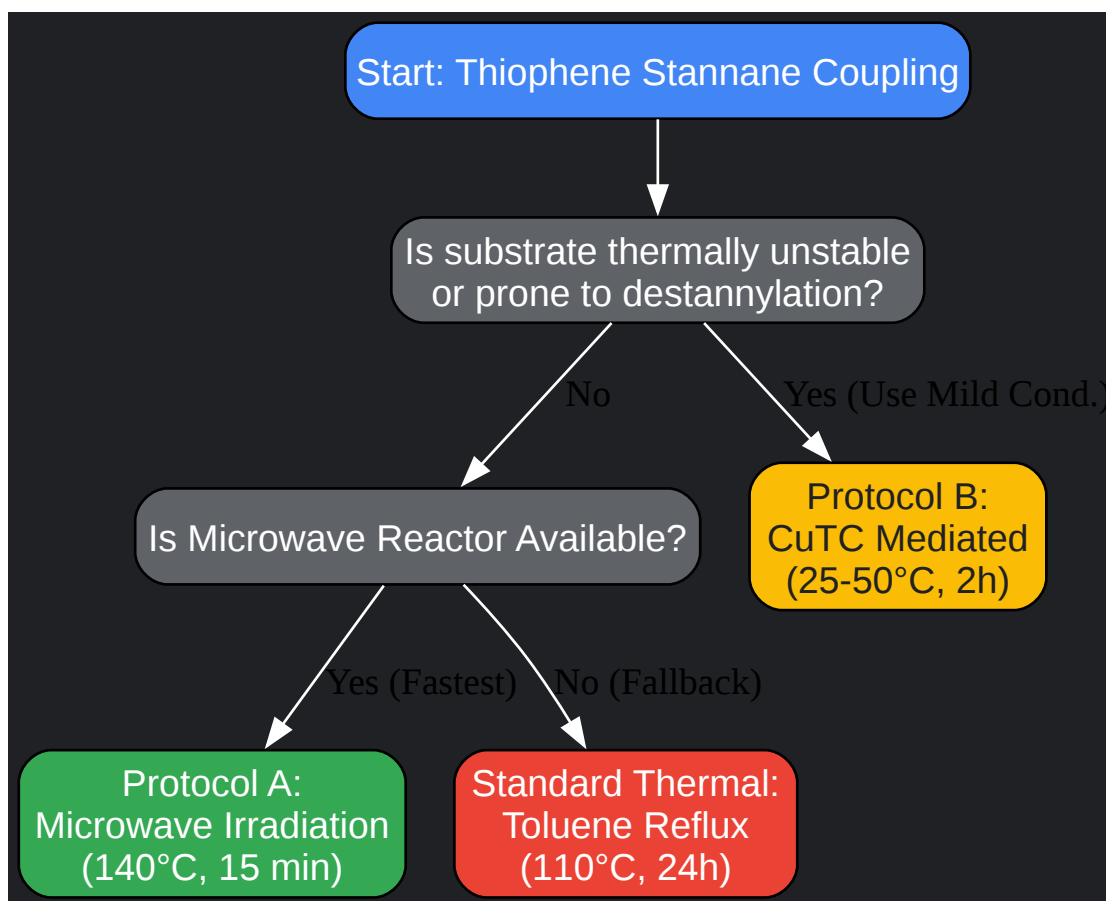 Start: Thiophene Stannane Coupling
Is substrate thermally unstable
or prone to destannylation?
No
Yes (Use Mild Cond.)
Is Microwave Reactor Available?
Protocol B:
CuTC Mediated
(25-50°C, 2h)
Yes (Fastest)
No (Fallback)
Protocol A:
Microwave Irradiation
(140°C, 15 min)
Standard Thermal:
Toluene Reflux
(110°C, 24h)